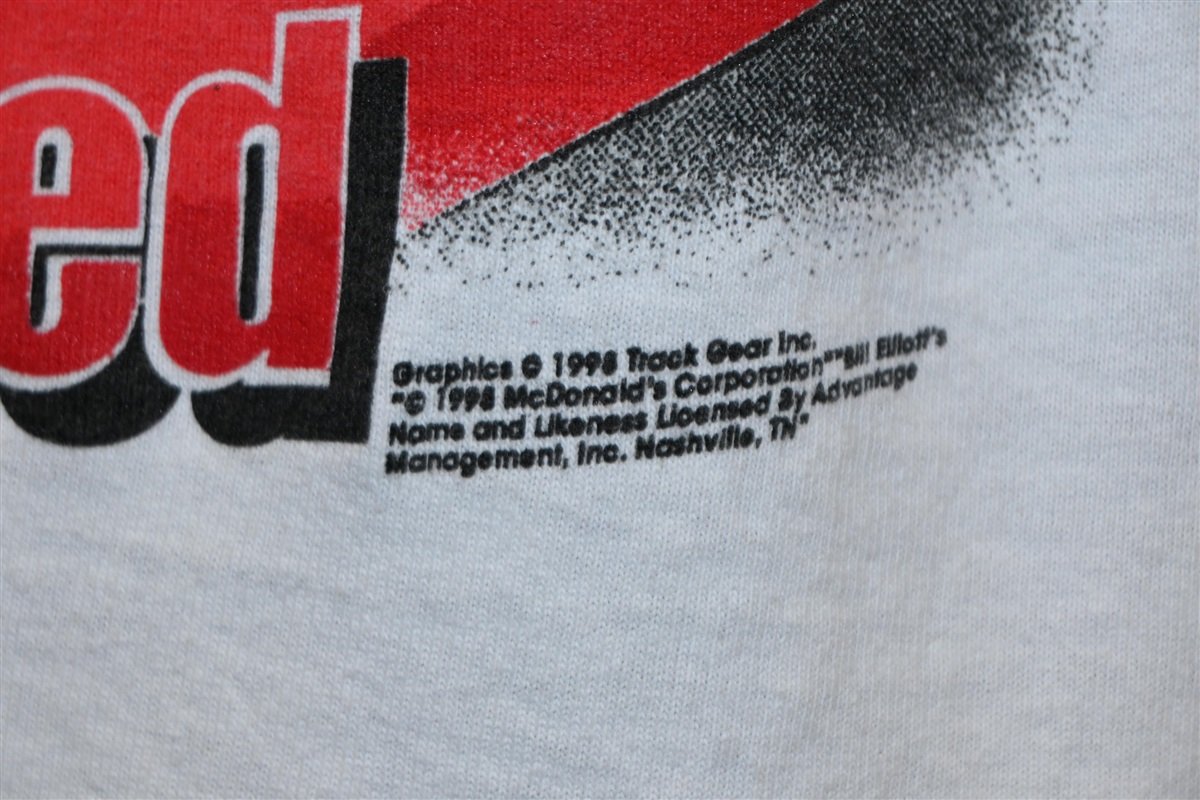 ed
Graphics © 1998 Track Gear Inc.
"© 1998 McDonald's Corporation""Bill Elliott's
Name and Likeness Licensed By Advantage
Management, Inc. Nashville, TN"